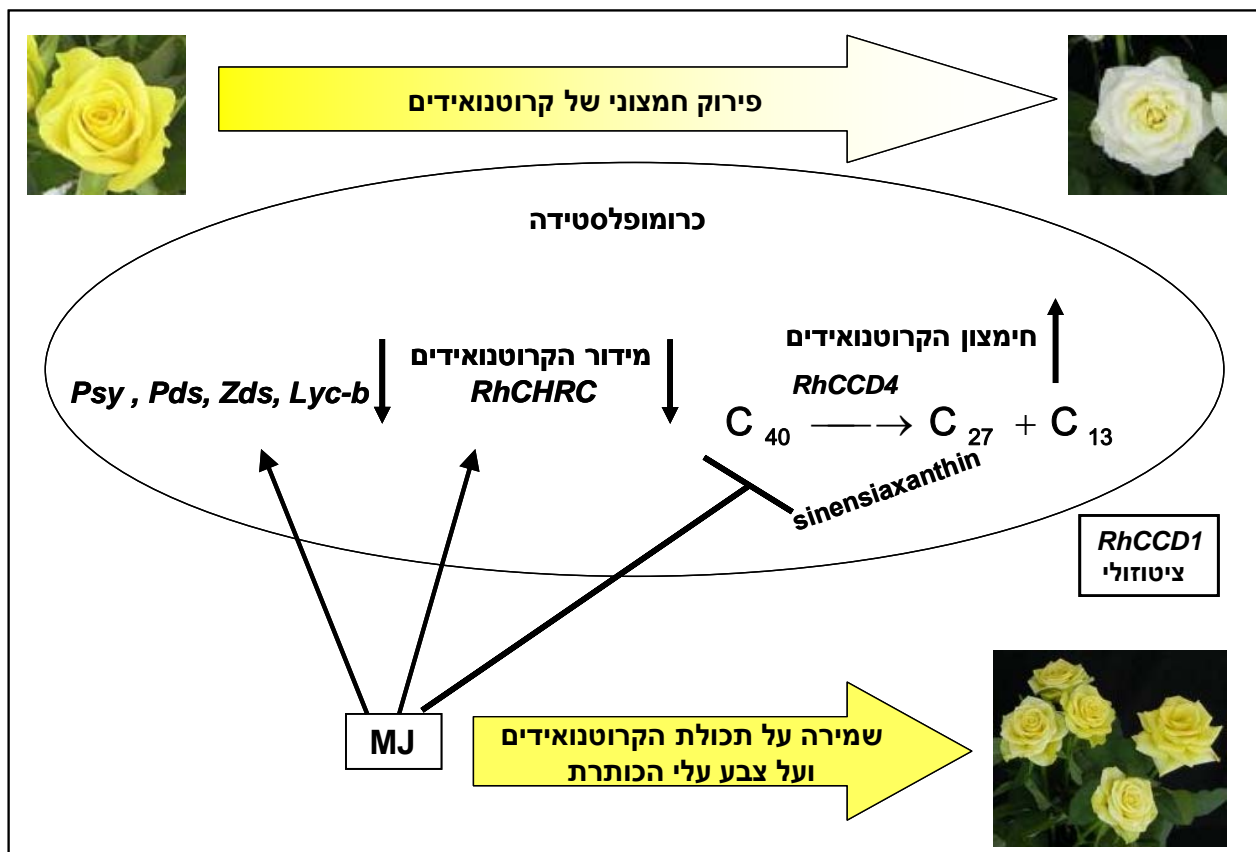 פירוק חמצוני של קרוטנואידים
כרומופלסטידה
חימצון הקרוטנואידים
RhCCD4
C 40 → C 27 + C 13
sinensiaxanthin
מידור הקרוטנואידים
RhCHRC
Psy , Pds, Zds, Lyc-b
RhCCD1
ציטוזולי
MJ
שמירה על תכולת הקרוטנואידים
ועל צבע עלי הכותרת